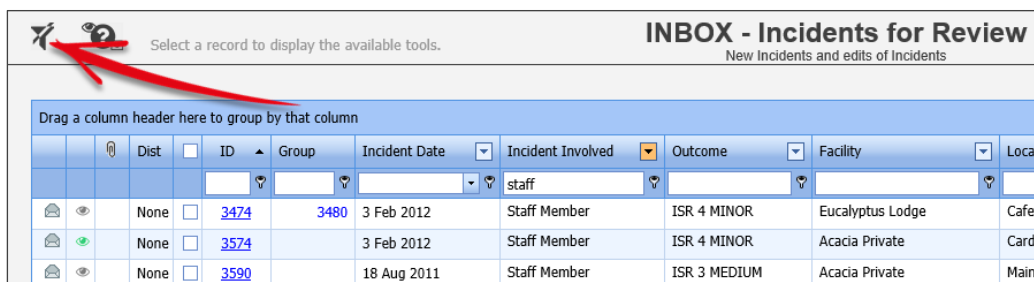 INBOX - Incidents for Review
Select a record to display the available tools.
New Incidents and edits of Incidents
Drag a column header here to group by that column
Dist ID Group Incident Date Incident Involved Outcome Facility Loca
staff
None 3474 3480 3 Feb 2012 Staff Member ISR 4 MINOR Eucalyptus Lodge Cafe
None 3574 3 Feb 2012 Staff Member ISR 4 MINOR Acacia Private Card
None 3590 18 Aug 2011 Staff Member ISR 3 MEDIUM Acacia Private Main